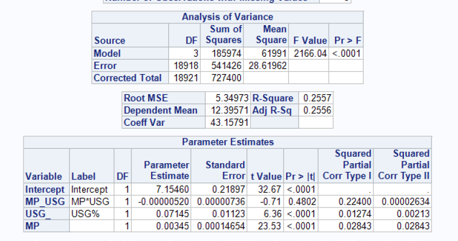 Number of Observations with Missing Values
Analysis of Variance
Source DF Sum of Squares Mean Square F Value Pr > F
Model 3 185974 61991 2166.04 <.0001
Error 18918 541426 28.61962
Corrected Total 18921 727400
Root MSE 5.34973 R-Square 0.2557
Dependent Mean 12.39571 Adj R-Sq 0.2556
Coeff Var 43.15791
Parameter Estimates
Variable Label DF Parameter Estimate Standard Error t Value Pr > |t| Squared Partial Corr Type I Squared Partial Corr Type II
Intercept Intercept 1 7.15460 0.21897 32.67 <.0001 . .
MP_USG MP*USG 1 -0.00000520 0.00000736 -0.71 0.4802 0.22400 0.00002634
USG_ USG% 1 0.07145 0.01123 6.36 <.0001 0.01274 0.00213
MP 1 0.00345 0.00014654 23.53 <.0001 0.02843 0.02843